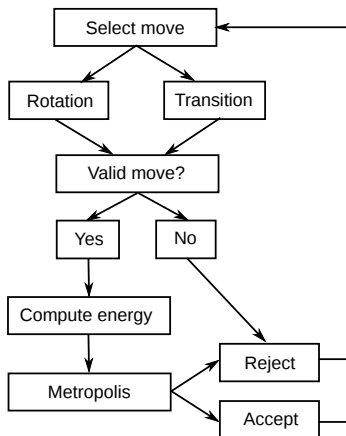 Select move
Rotation
Transition
Valid move?
Yes
No
Compute energy
Reject
Metropolis
Accept